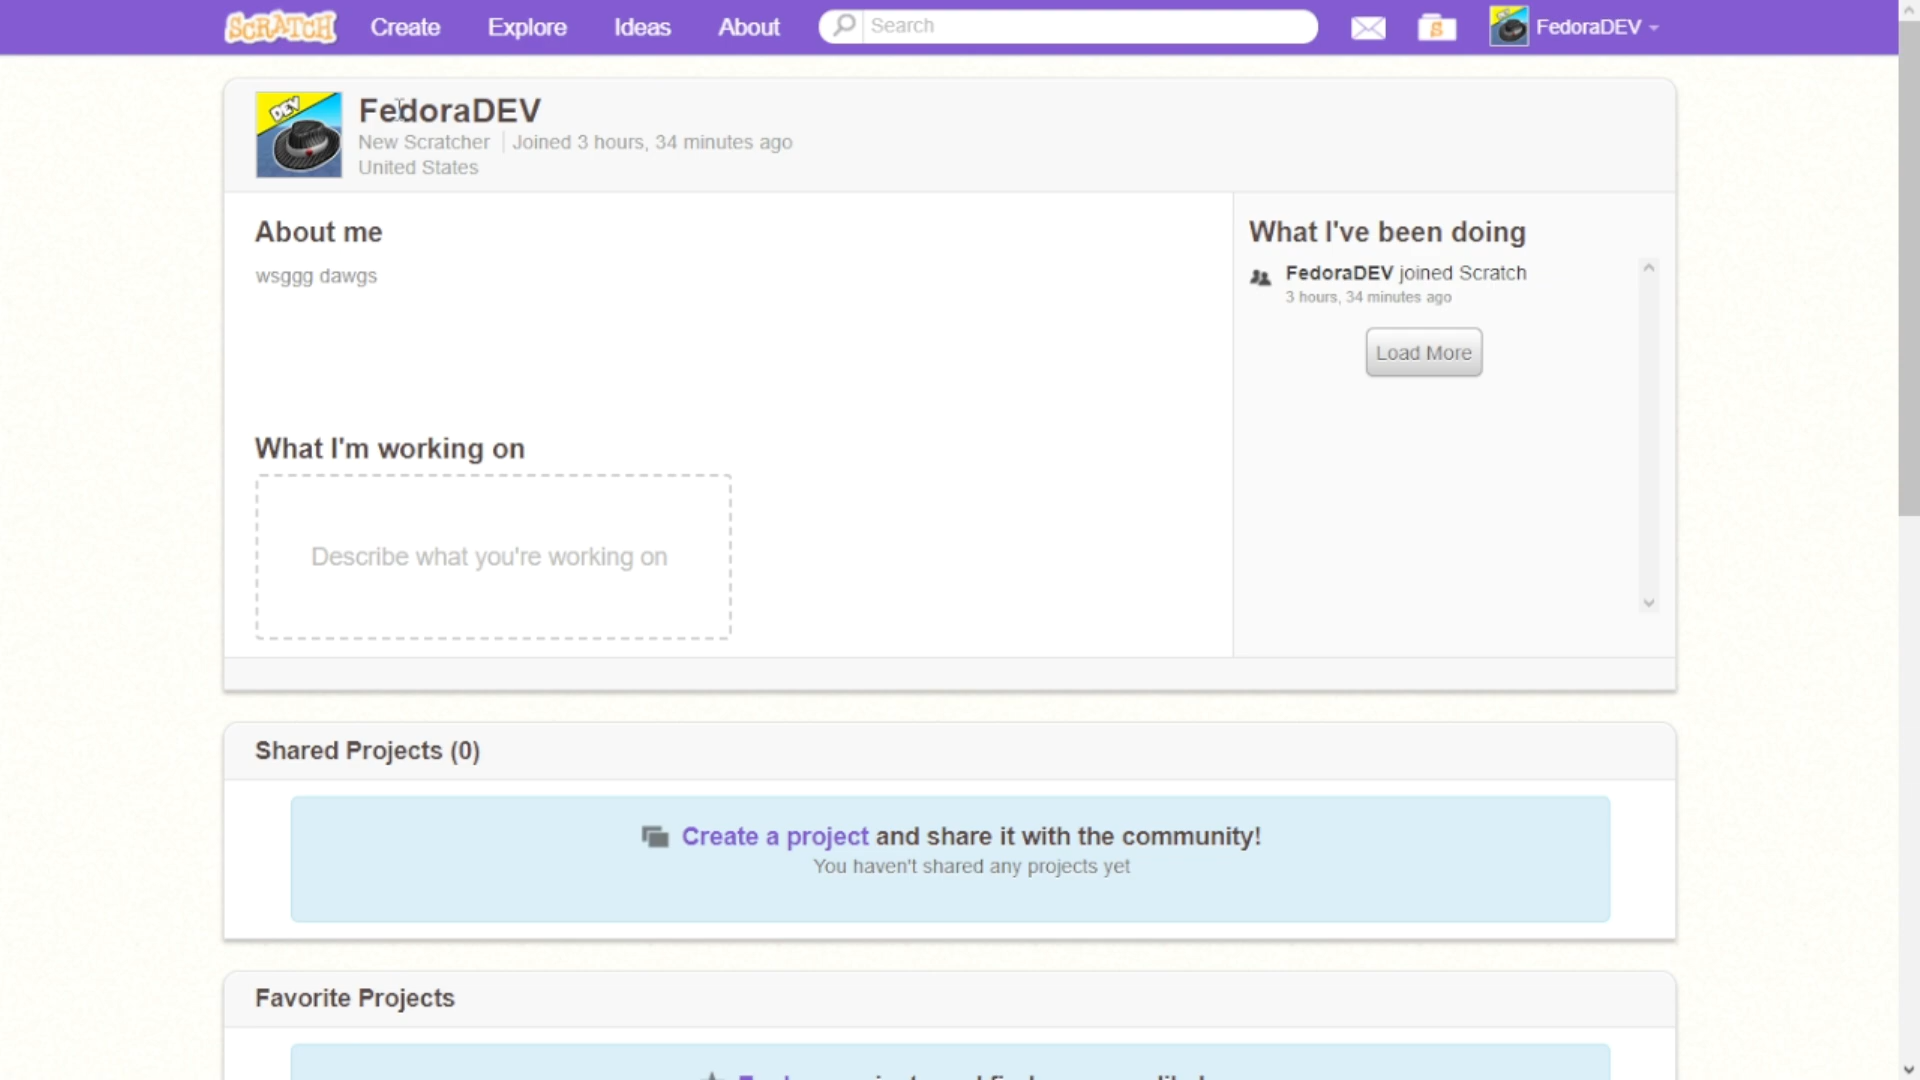 SCRATCH Create Explore Ideas About Search FedoraDEV
DEV
FedoraDEV
New Scratcher Joined 3 hours, 34 minutes ago
United States
About me
wsggg dawgs
What I'm working on
Describe what you're working on
What I've been doing
FedoraDEV joined Scratch
3 hours, 34 minutes ago
Load More
Shared Projects (0)
Create a project and share it with the community!
You haven't shared any projects yet
Favorite Projects